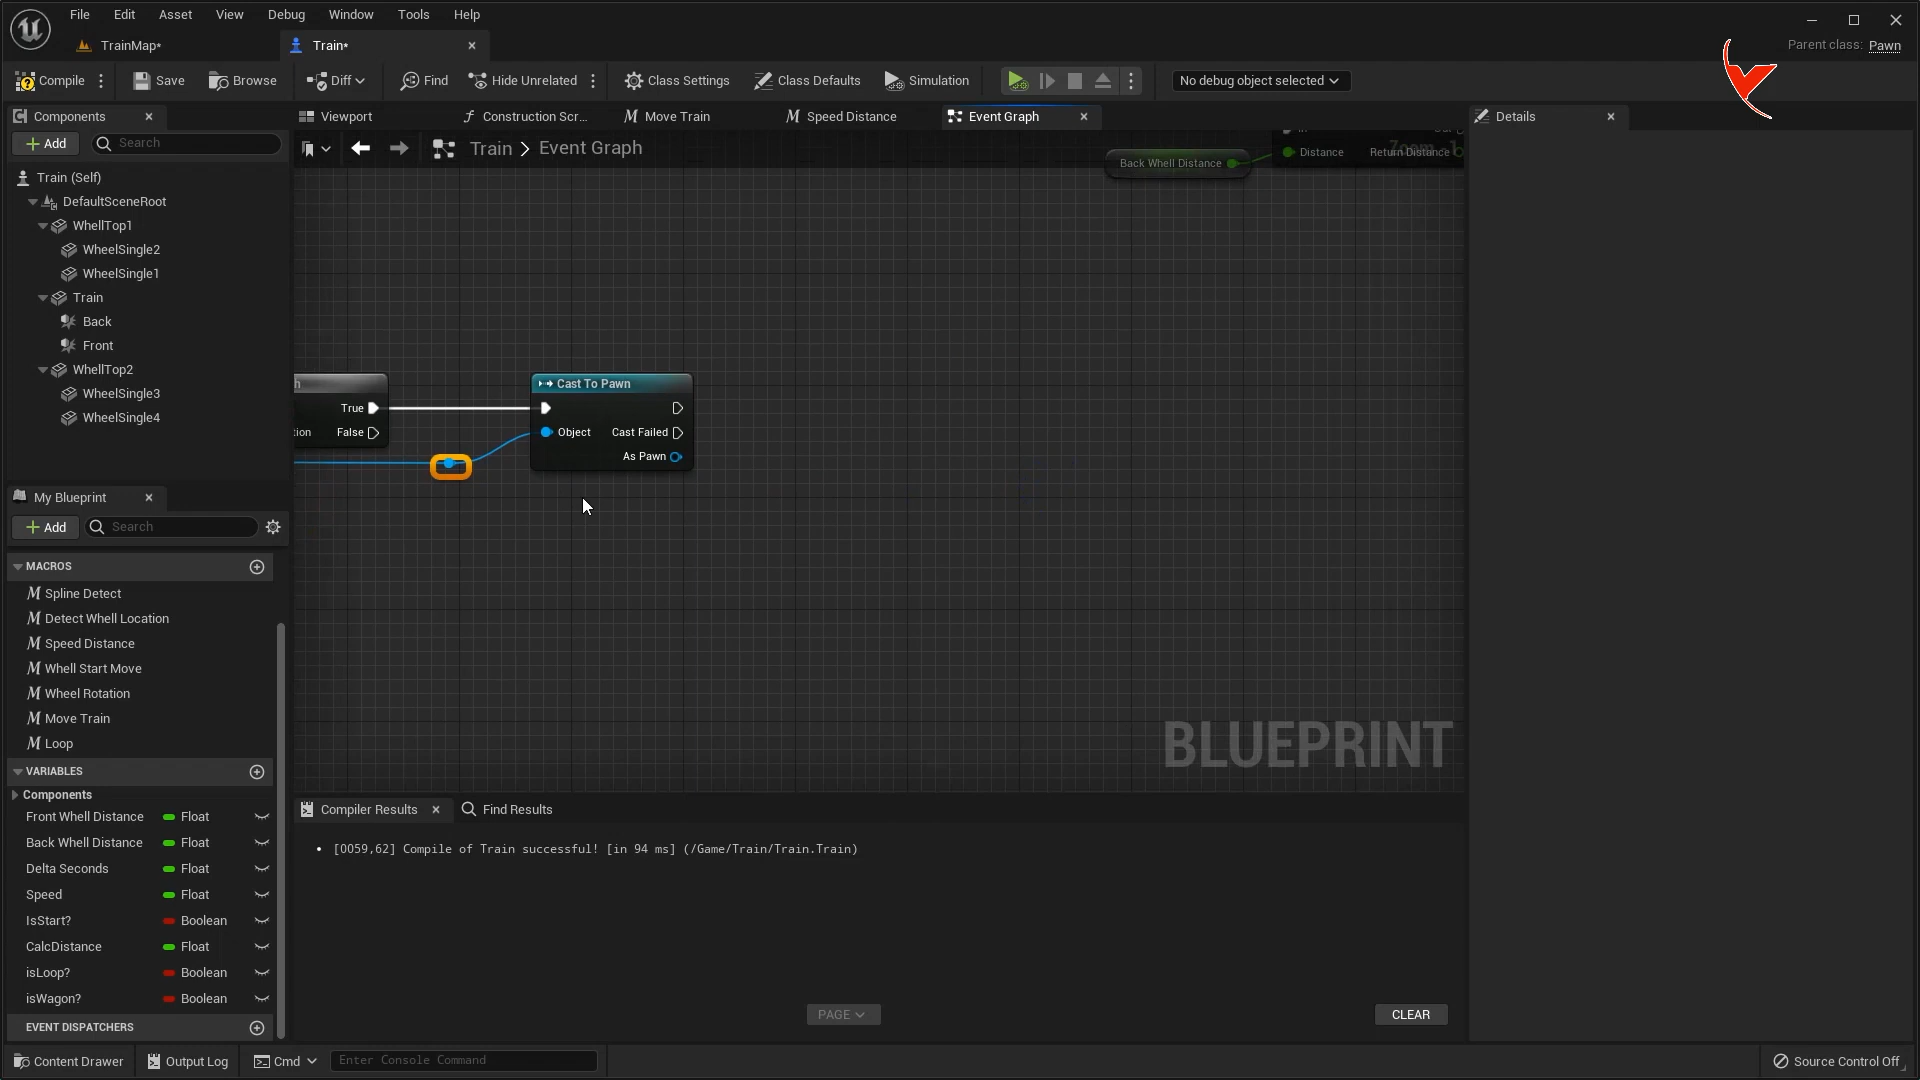 File Edit Asset View Debug Window Tools Help
TrainMap*
Train*
Parent class: Pawn
Compile Save Browse Diff Find Hide Unrelated Class Settings Class Defaults Simulation No debug object selected
Components
Viewport Construction Scr... Move Train Speed Distance Event Graph
Details
Add Search
Train > Event Graph
Back Whell Distance
Distance
Return Distance
Train (Self)
DefaultSceneRoot
WhellTop1
WheelSingle2
WheelSingle1
Train
Back
Front
WhellTop2
WheelSingle3
WheelSingle4
True
False
Cast To Pawn
Object
Cast Failed
As Pawn
My Blueprint
Add Search
MACROS
Spline Detect
Detect Whell Location
Speed Distance
Whell Start Move
Wheel Rotation
Move Train
Loop
VARIABLES
Components
Front Whell Distance Float
Back Whell Distance Float
Delta Seconds Float
Speed Float
IsStart? Boolean
CalcDistance Float
isLoop? Boolean
isWagon? Boolean
EVENT DISPATCHERS
BLUEPRINT
Compiler Results Find Results
[0059,62] Compile of Train successful! [in 94 ms] (/Game/Train/Train.Train)
PAGE
CLEAR
Content Drawer Output Log Cmd Enter Console Command Source Control Off